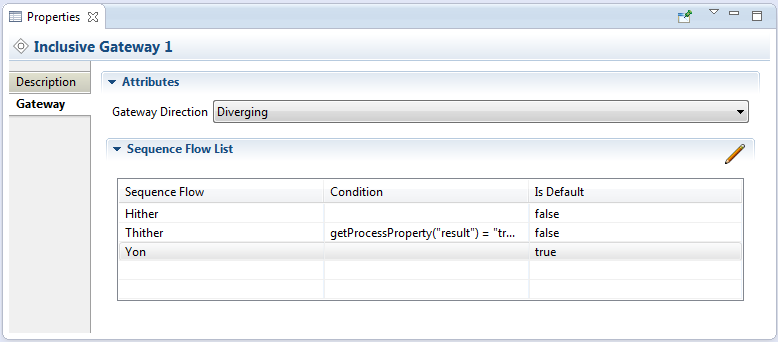 Properties
Inclusive Gateway 1
Description
Gateway
Attributes
Gateway Direction Diverging
Sequence Flow List
Sequence Flow Condition Is Default
Hither false
Thither getProcessProperty("result") = "tr... false
Yon true